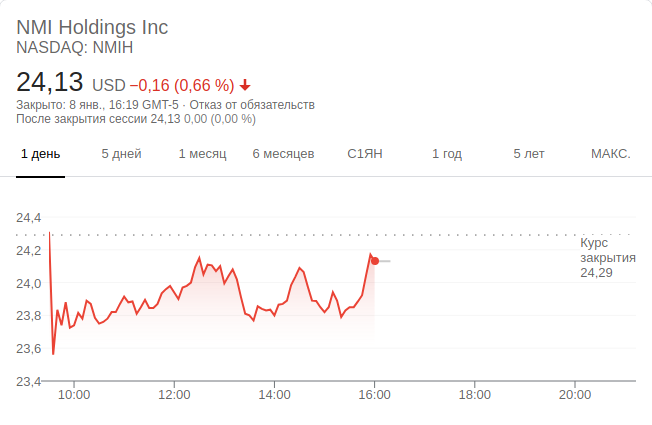 NMI Holdings Inc
NASDAQ: NMIH
24,13 USD −0,16 (0,66 %)
Закрыто: 8 янв., 16:19 GMT-5 · Отказ от обязательств
После закрытия сессии 24,13 0,00 (0,00 %)
1 день 5 дней 1 месяц 6 месяцев С1ЯН 1 год 5 лет МАКС.
24,4
24,2
24,0
23,8
23,6
23,4
Курс
закрытия
24,29
10:00 12:00 14:00 16:00 18:00 20:00